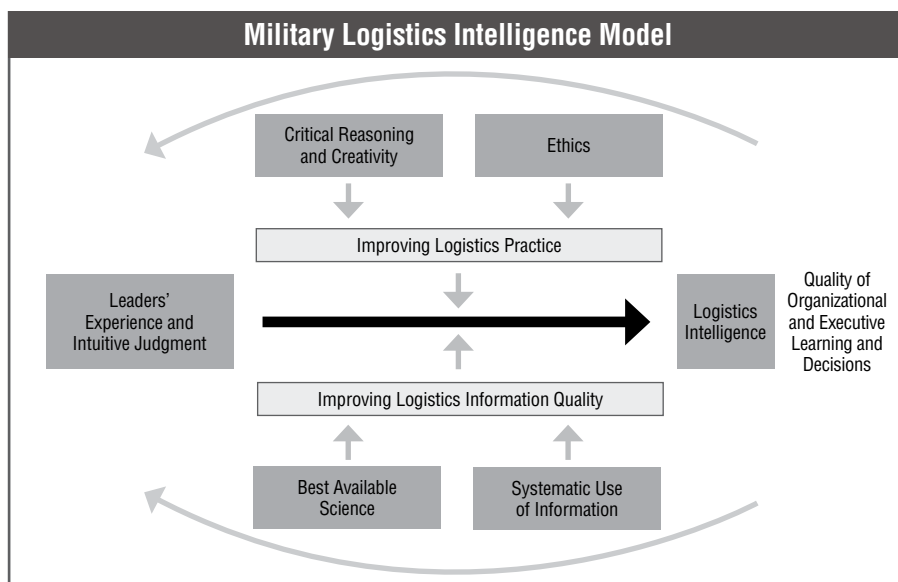 Military Logistics Intelligence Model
Critical Reasoning
and Creativity
Ethics
Improving Logistics Practice
Leaders’
Experience and
Intuitive Judgment
Logistics
Intelligence
Quality of
Organizational
and Executive
Learning and
Decisions
Improving Logistics Information Quality
Best Available
Science
Systematic Use
of Information